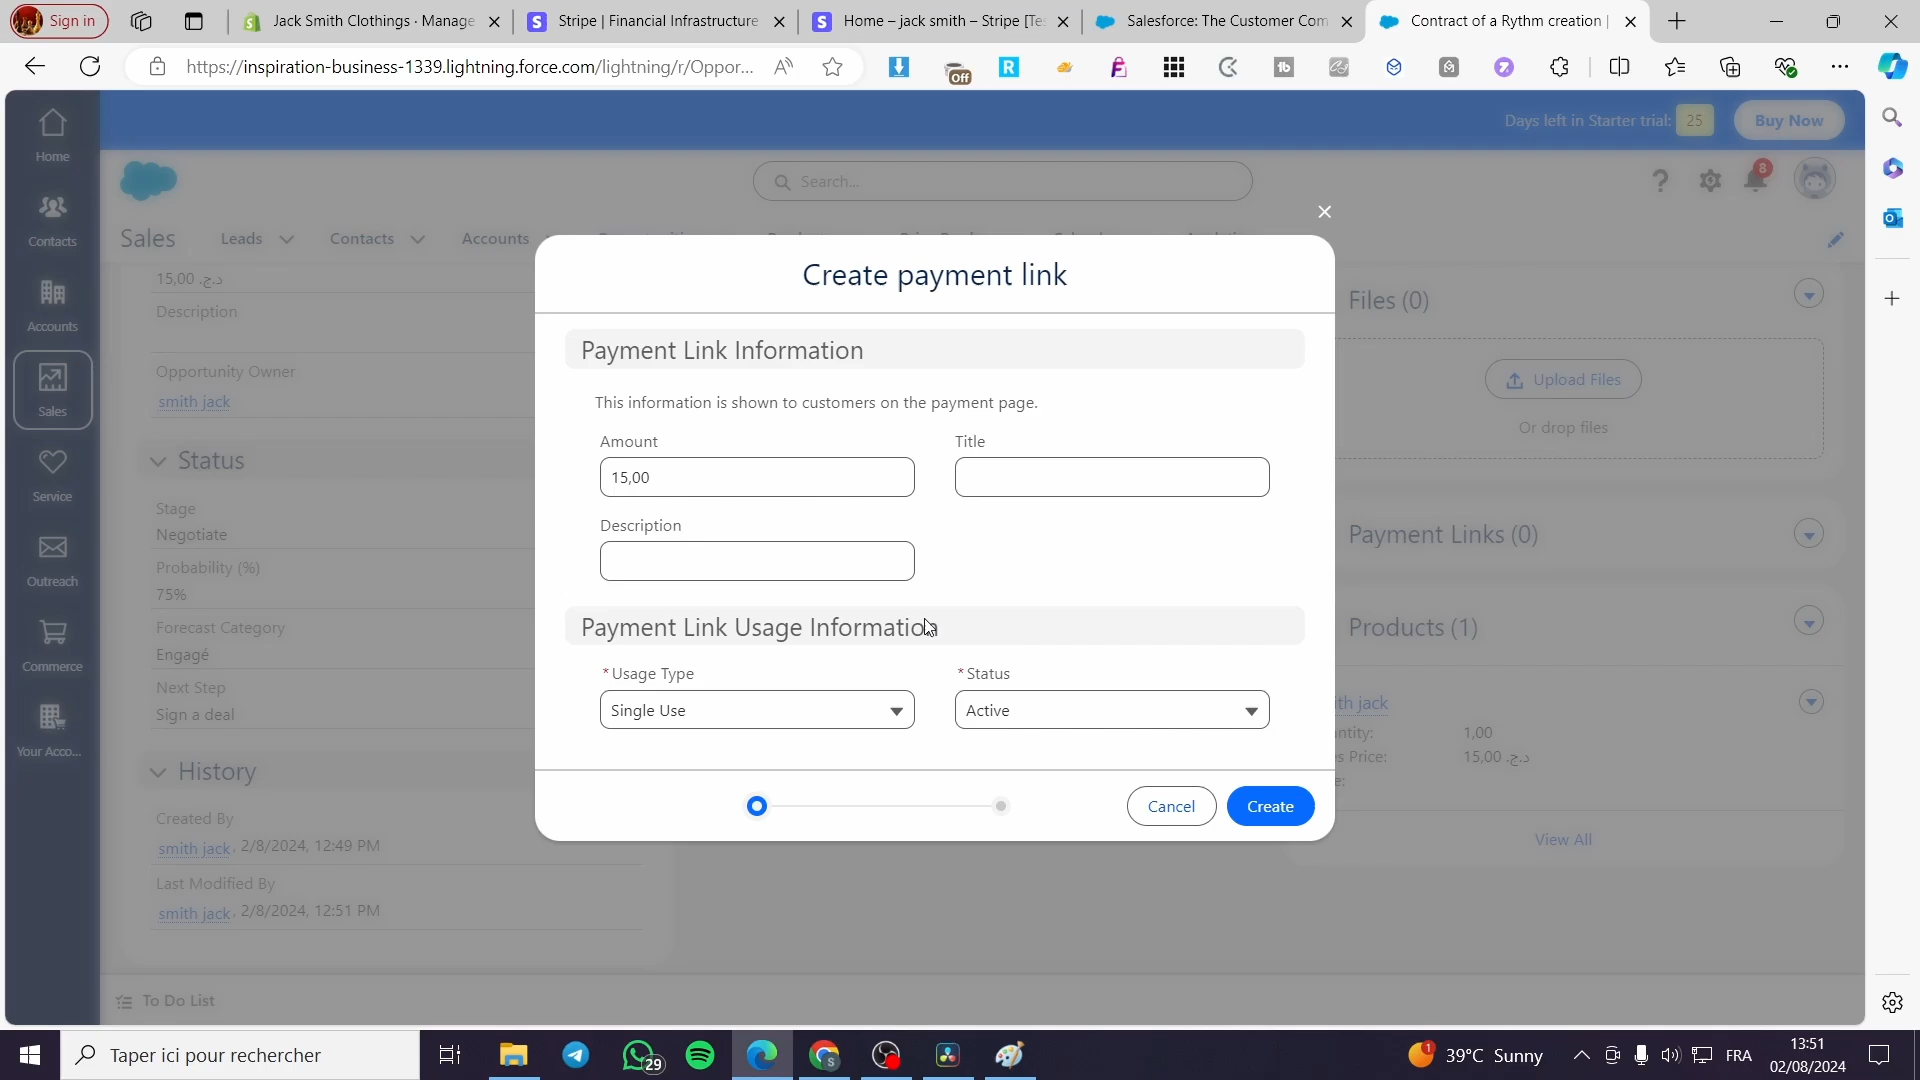 Sign in
Jack Smith Clothings · Manage
Stripe | Financial Infrastructure
Home – jack smith – Stripe [Te
Salesforce: The Customer Com
Contract of a Rythm creation |
https://inspiration-business-1339.lightning.force.com/lightning/r/Oppor...
Off
Days left in Starter trial: 25
Buy Now
Home
Search...
8
Contacts
Sales
Leads
Contacts
Accounts
Create payment link
15,00 د.ج.
Files (0)
Accounts
Description
Payment Link Information
Opportunity Owner
Upload Files
smith jack
This information is shown to customers on the payment page.
Sales
Or drop files
Amount
Title
Status
15,00
Service
Stage
Description
Negotiate
Payment Links (0)
Probability (%)
Outreach
75%
Forecast Category
Payment Link Usage Information
Products (1)
Engagé
Commerce
*Usage Type
*Status
Next Step
Single Use
Active
ith jack
Sign a deal
ntity:
1,00
Your Acco...
s Price:
15,00 د.ج.
History
e:
Cancel
Create
Created By
smith jack, 2/8/2024, 12:49 PM
View All
Last Modified By
smith jack, 2/8/2024, 12:51 PM
To Do List
Taper ici pour rechercher
29
1
39°C Sunny
FRA
13:51
02/08/2024